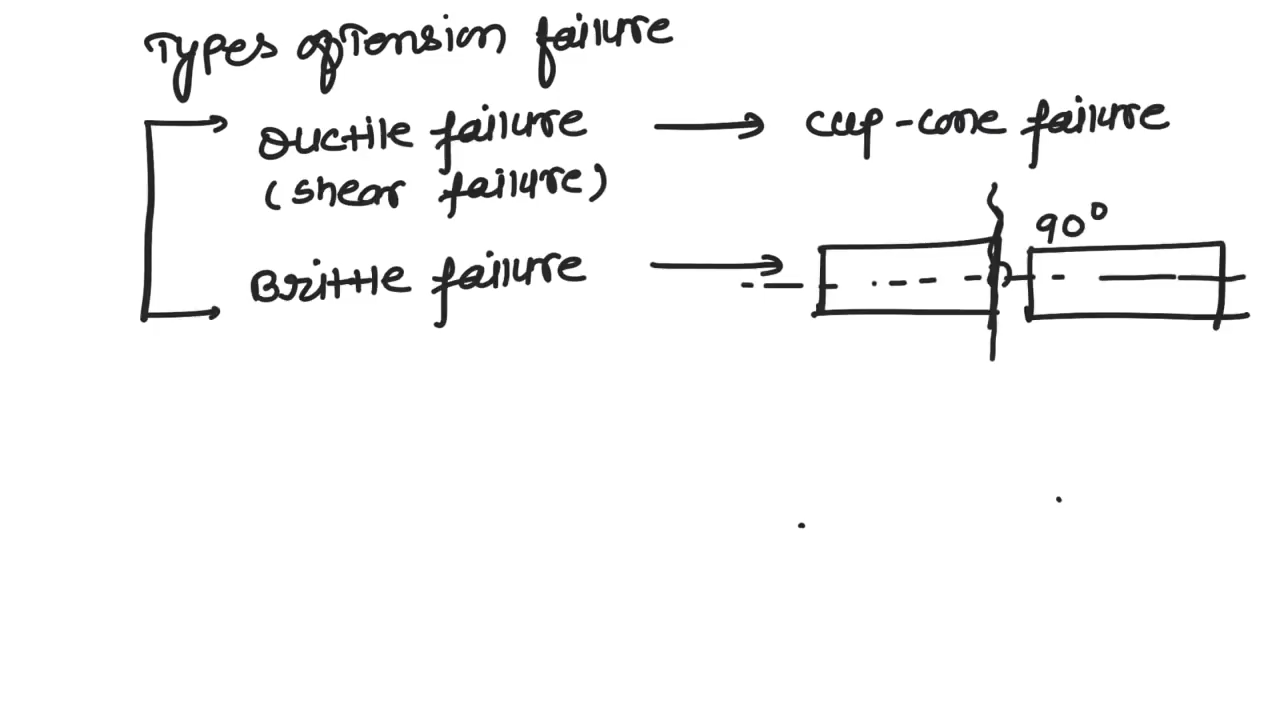 Types of Tension failure
Ductile failure → cup-cone failure
(shear failure)
90°
Brittle failure →